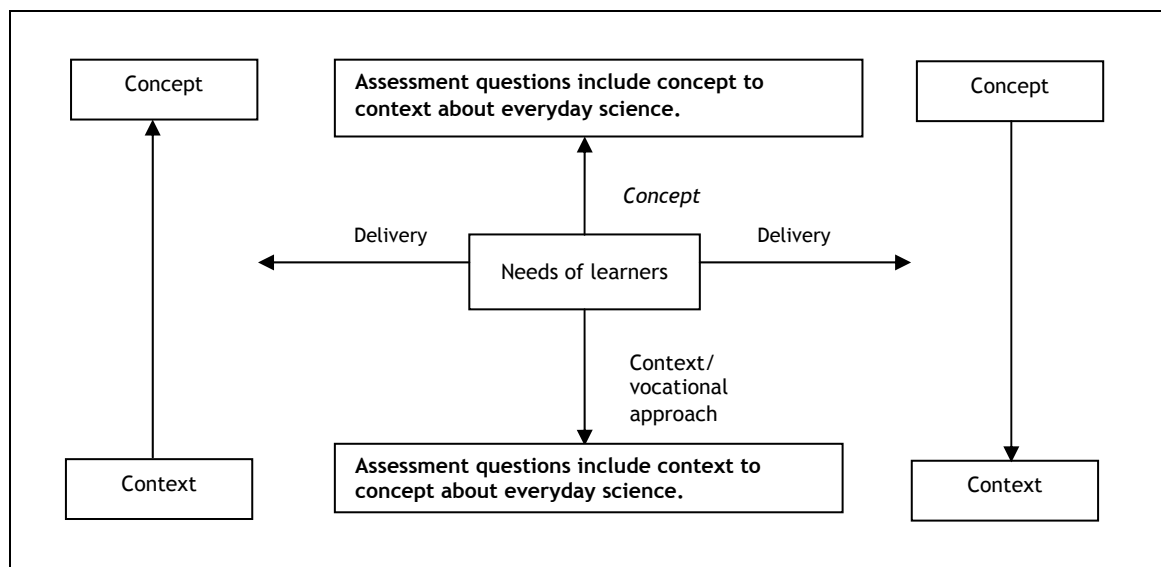 Concept
Assessment questions include concept to
context about everyday science.
Concept
Concept
Delivery
Delivery
Needs of learners
Context/
vocational
approach
Context
Assessment questions include context to
concept about everyday science.
Context